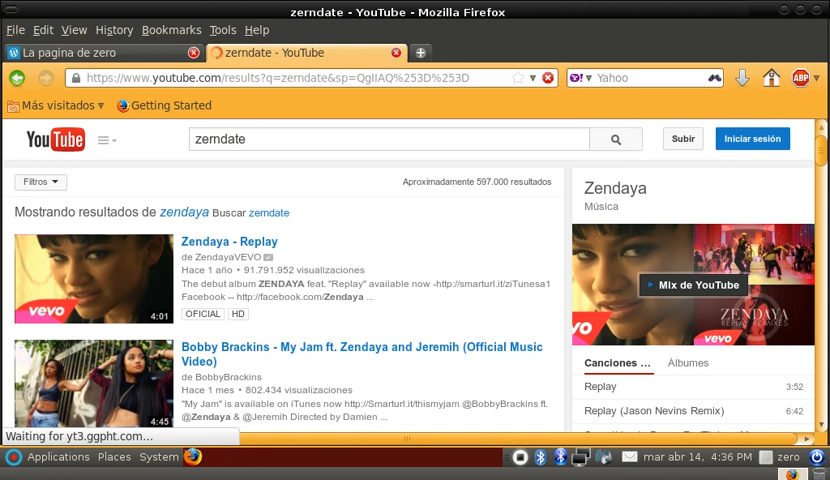 zerndate - YouTube - Mozilla Firefox
File Edit View History Bookmarks Tools Help
La pagina de zero
zerndate - YouTube
https://www.youtube.com/results?q=zerndate&sp=QgIIAQ%253D%253D
Y! Yahoo
ABP
Más visitados
Getting Started
YouTube
zerndate
Subir
Iniciar sesión
Filtros
Aproximadamente 597.000 resultados
Mostrando resultados de zendaya Buscar zerndate
Zendaya - Replay
de ZendayaVEVO
Hace 1 año • 91.791.952 visualizaciones
The debut album ZENDAYA feat. "Replay" available now -http://smarturl.it/ziTunesa1
Facebook -- http://facebook.com/Zendaya ...
OFICIAL HD
vevo
4:01
Bobby Brackins - My Jam ft. Zendaya and Jeremih (Official Music
Video)
de BobbyBrackins
Hace 1 mes • 802.434 visualizaciones
"My Jam" is available on iTunes now http://Smarturl.it/thismyjam @BobbyBrackins ft.
@Zendaya & @Jeremih Directed by Damien ...
4:45
Zendaya
Música
Mix de YouTube
ZENDAYA
REPLAY REMIXES
vevo
vevo
Canciones ...
Álbumes
Replay 3:52
Replay (Jason Nevins Remix) 6:42
Waiting for yt3.ggpht.com...
Applications Places System
mar abr 14, 4:36 PM
zero
zero